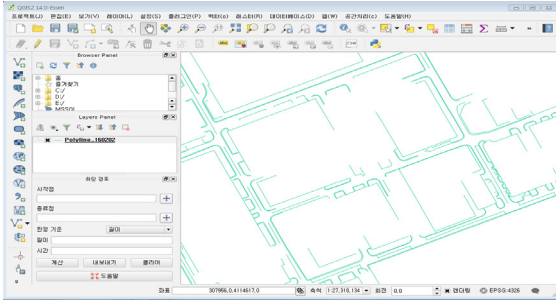 QGIS2.14.0-Essen
프로젝트(J) 편집(E) 보기(V) 레이어(L) 설정(S) 플러그인(P) 벡터(o) 래스터(R) 데이터베이스(D) 웹(W) 공간처리(c) 도움말(H)
Browser Panel
홈
즐겨찾기
C:/
D:/
E:/
MSSQL
Layers Panel
Polyline_160202
최단 경로
시작점
종료점
한정 기준 길이
길이
시간
계산 내보내기 클리어
도움말
좌표 307956,0,4114617,0 축척 1:27,318,134 회전 0,0 렌더링 EPSG:4326